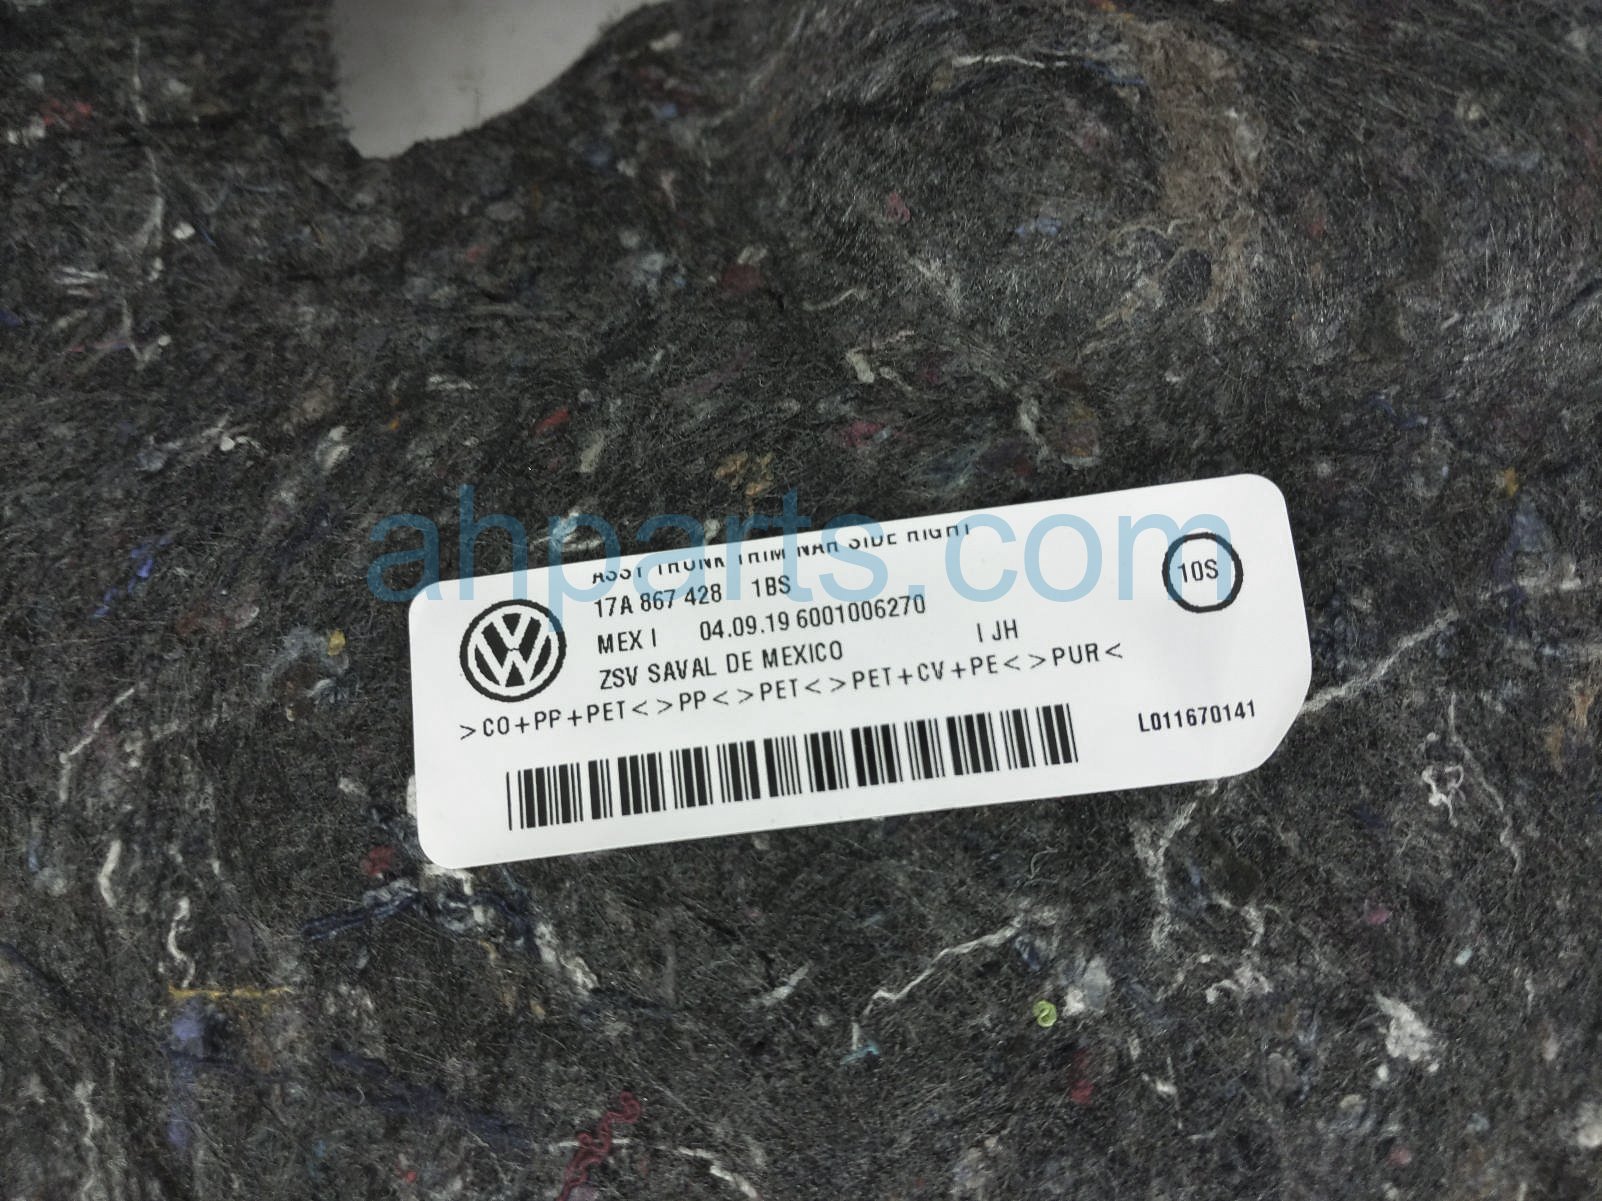 ASSY TRUNK TRIM NAR SIDE RIGHT
17A 867 428 1BS
MEX I 04.09.19 6001006270
ZSV SAVAL DE MEXICO I JH
>CO+PP+PET<>PP<>PET<>PET+CV+PE<>PUR<
10S
L011670141
ahparts.com